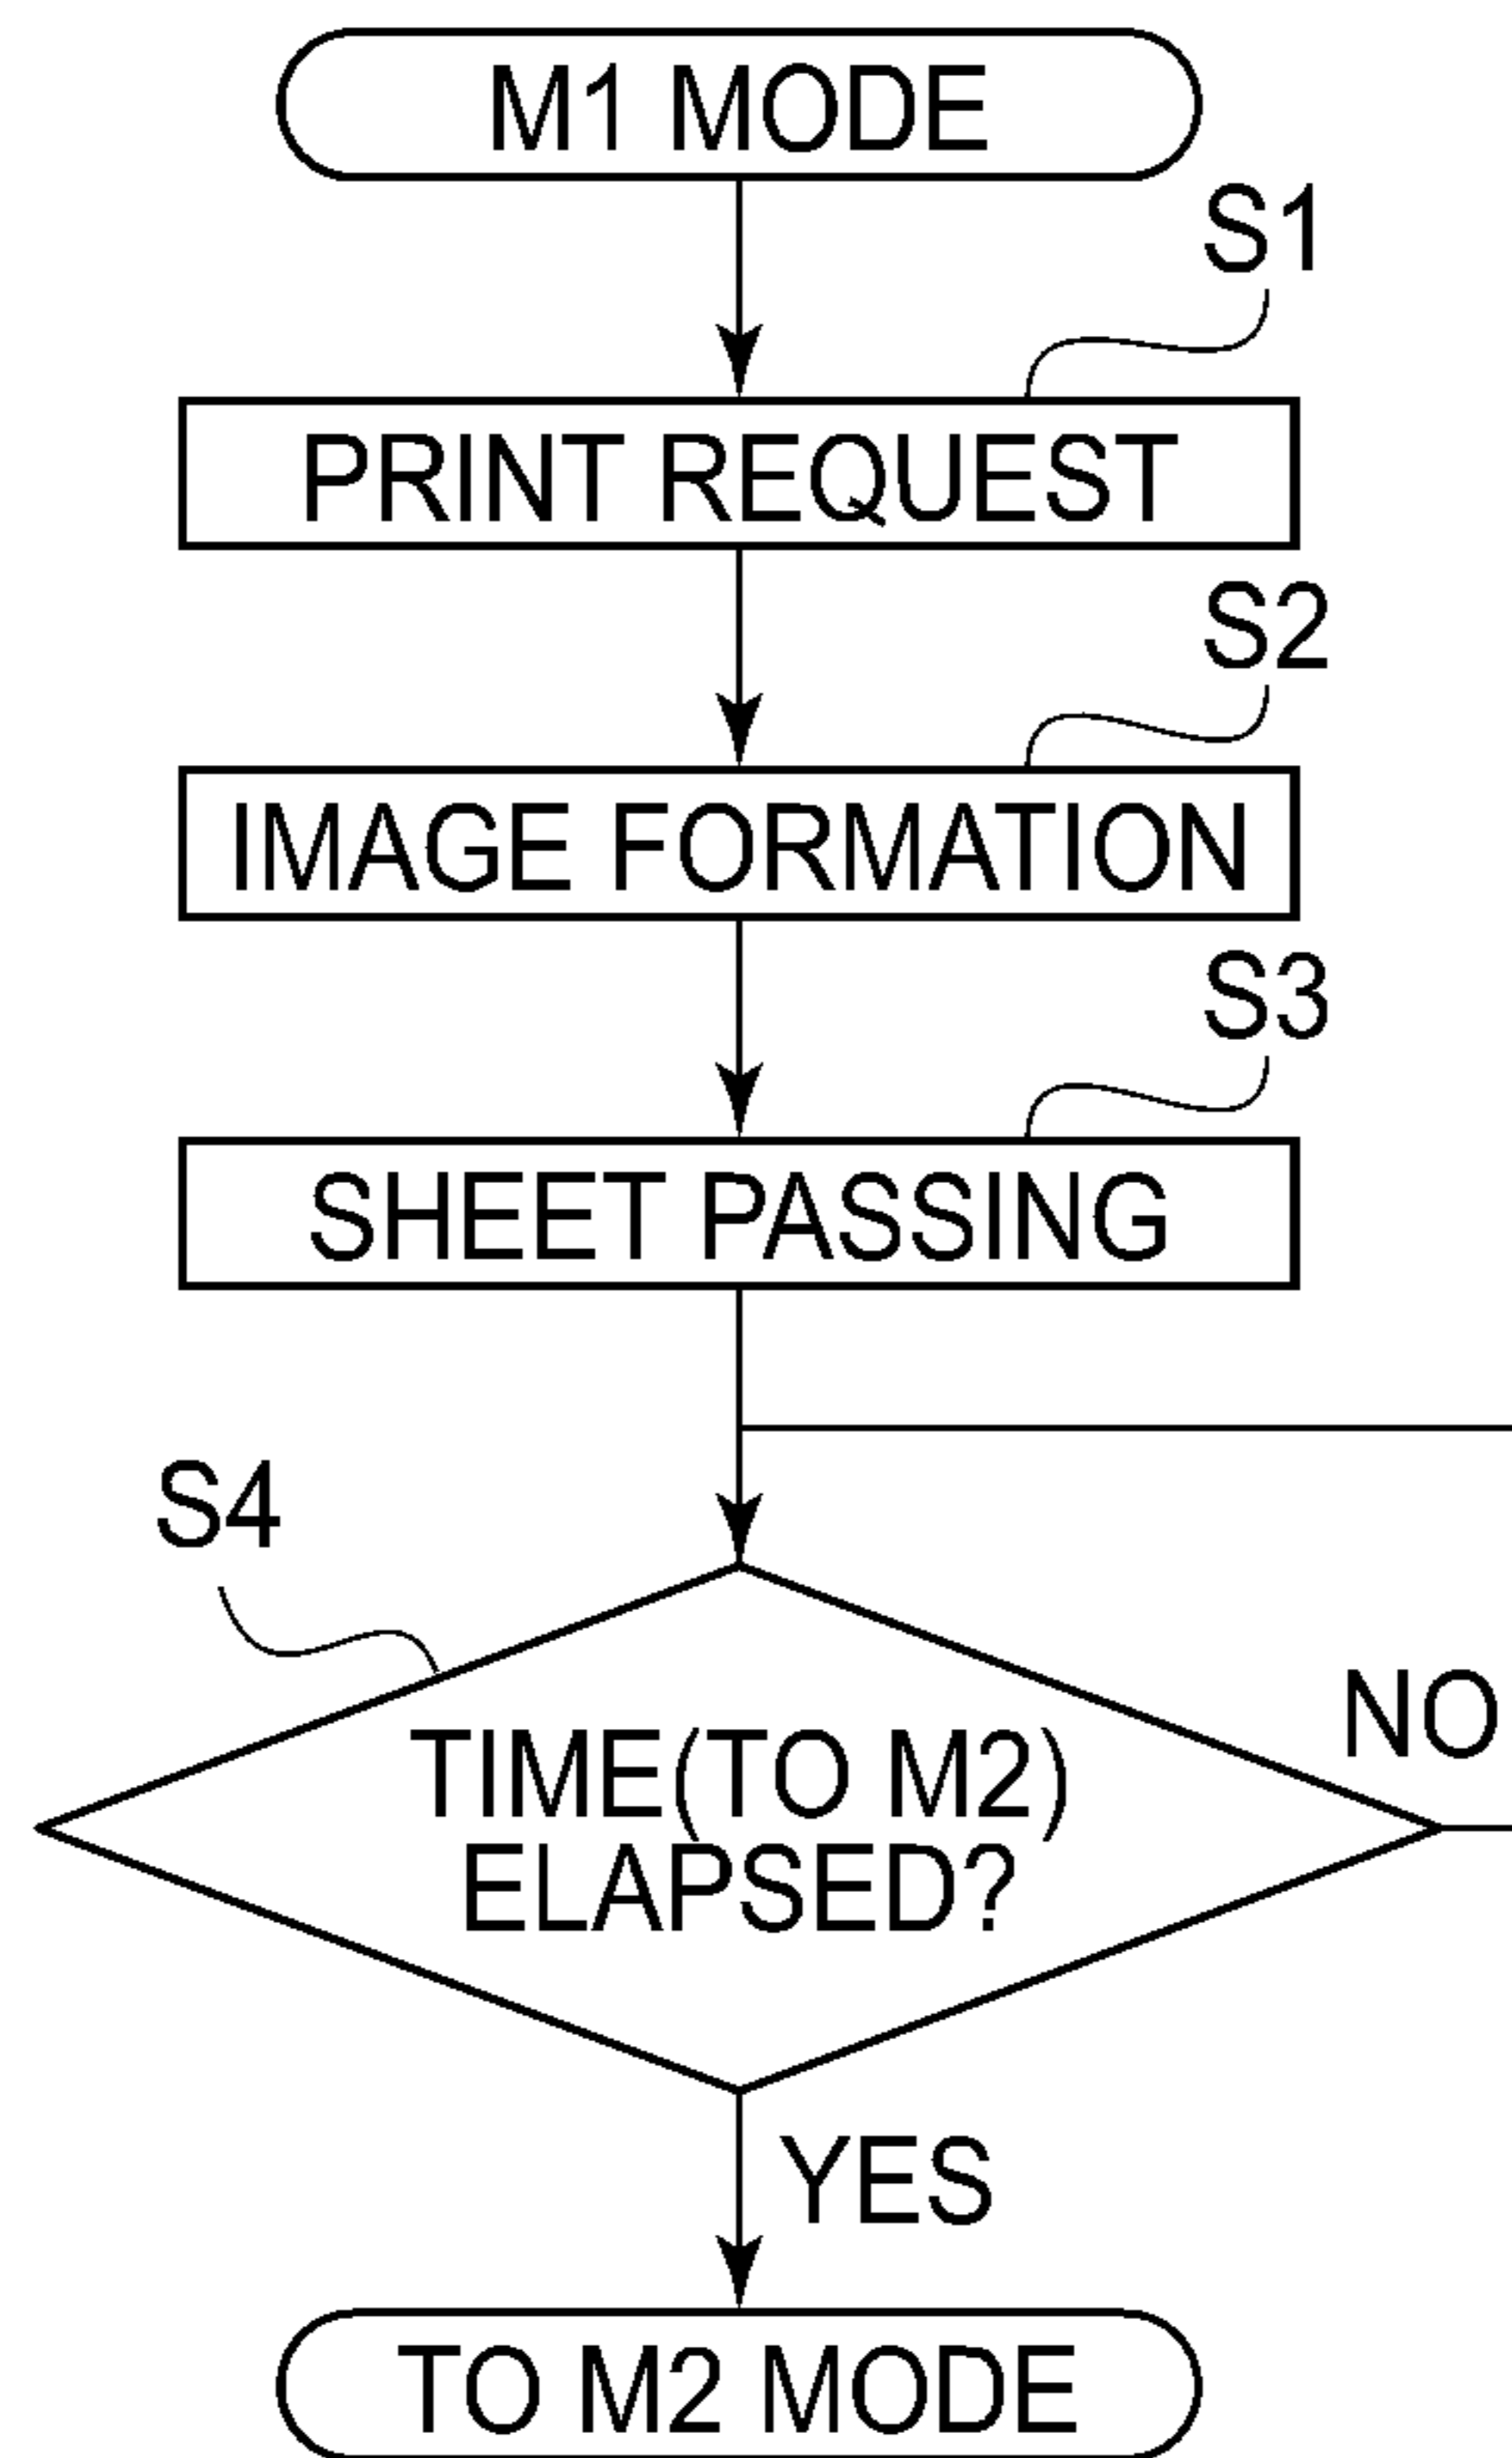 M1 MODE
S1
PRINT REQUEST
S2
IMAGE FORMATION
S3
SHEET PASSING
S4
NO
TIME(TO M2)
ELAPSED?
YES
TO M2 MODE